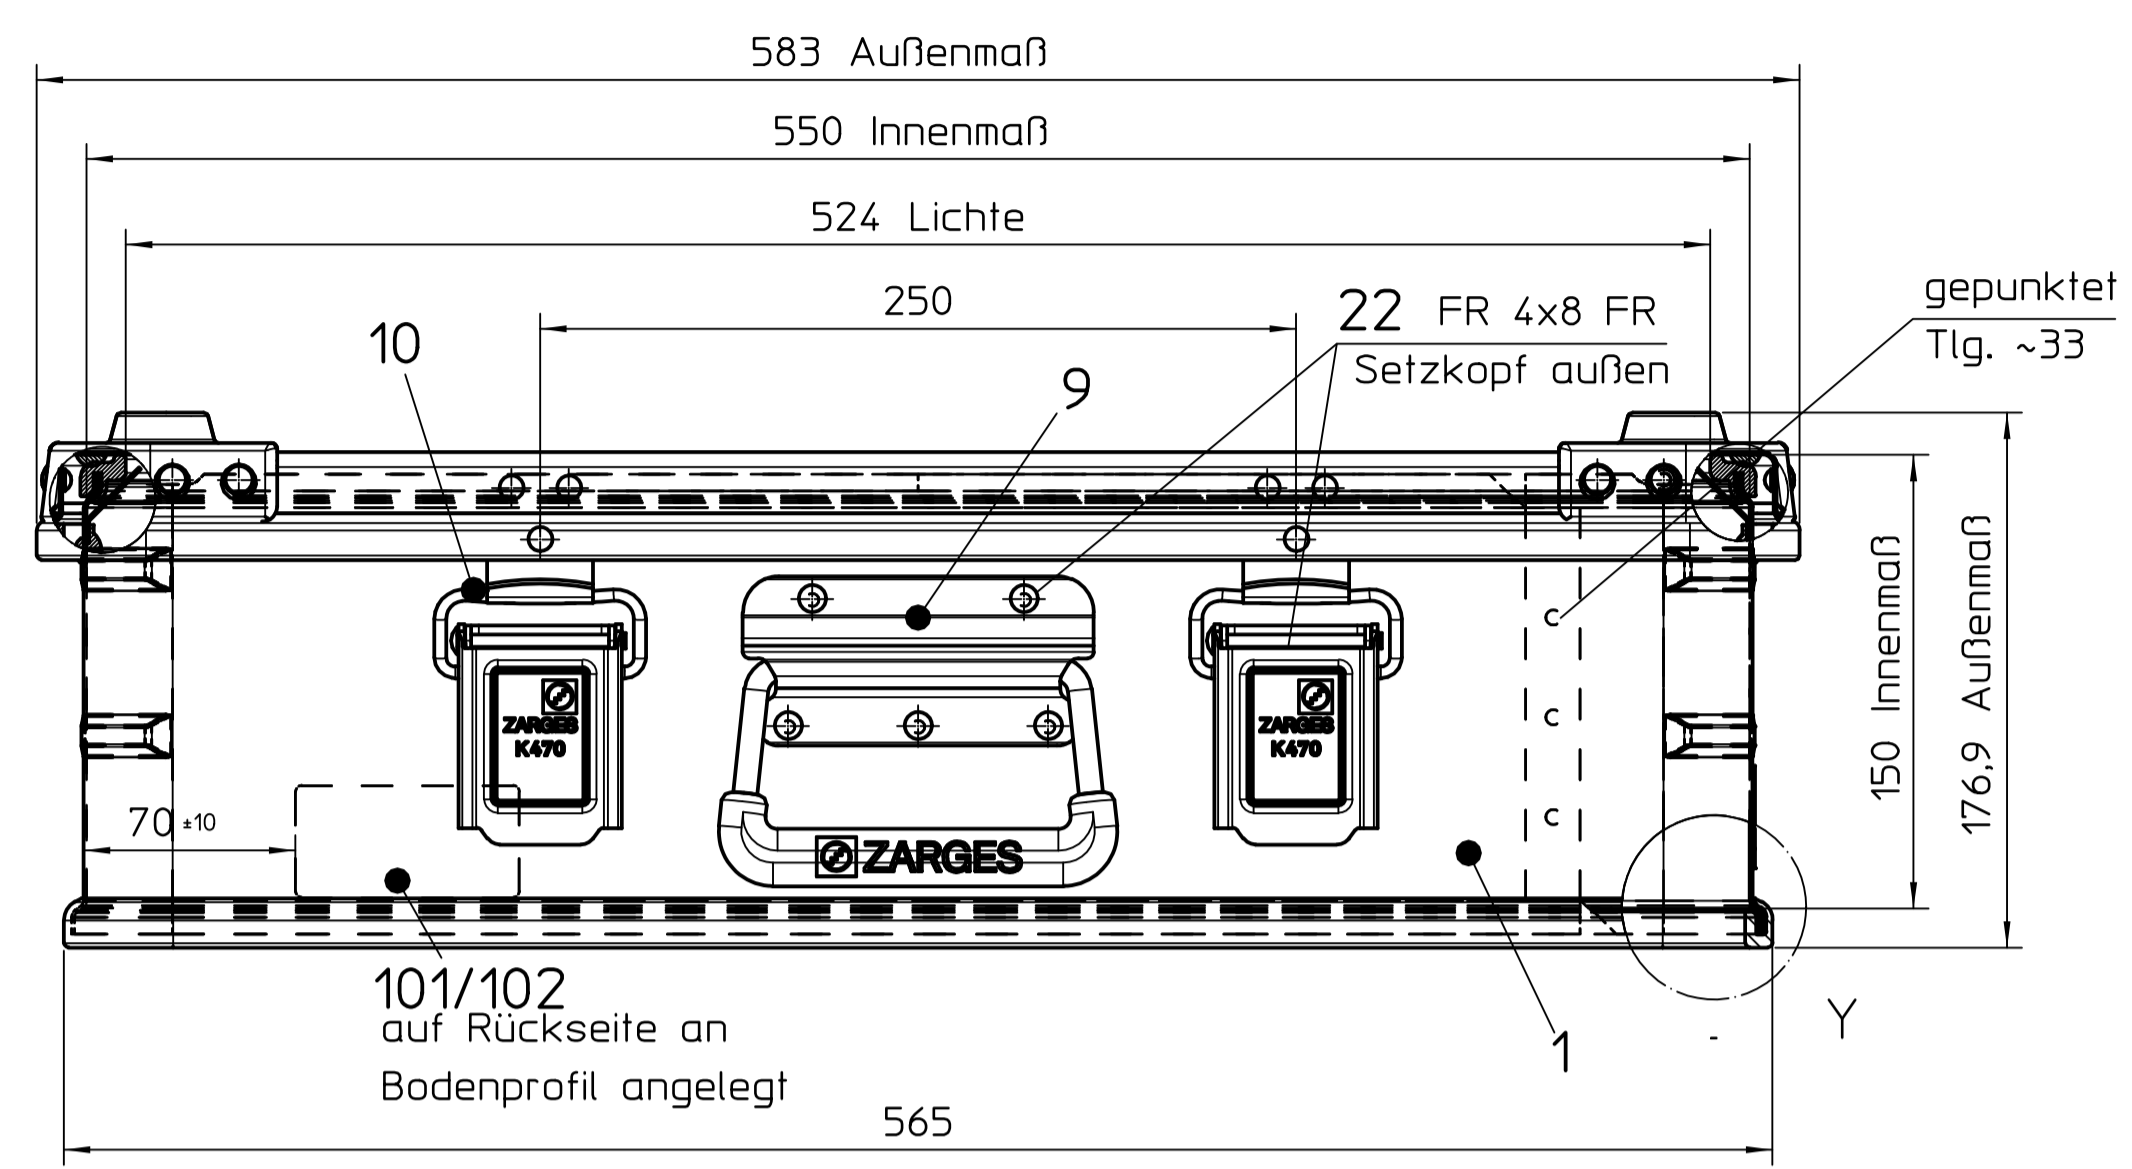 583 Außenmaß
550 Innenmaß
524 Lichte
250
22 FR 4x8 FR
Setzkopf außen
gepunktet
Tlg. ~33
10
9
150 Innenmaß
176,9 Außenmaß
c
c
c
ZARGES
K470
ZARGES
K470
70 ±10
ZARGES
101/102
auf Rückseite an
Bodenprofil angelegt
1
- Y
565